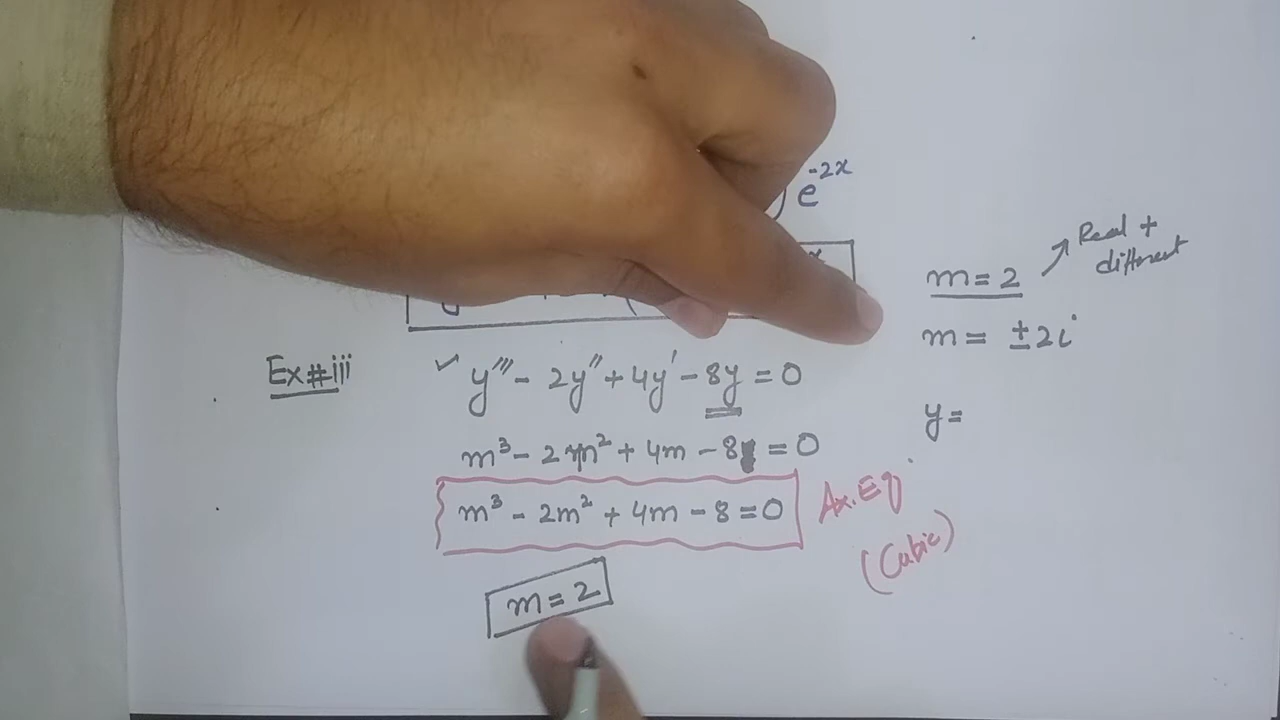 e^-2x
x
Ex#iii ✓ y''' - 2y'' + 4y' - 8y = 0
m³ - 2m² + 4m - 8 = 0
m³ - 2m² + 4m - 8 = 0 Ax.Eq
(Cubic)
m = 2
m = 2 ↗ Real + different
m = ±2i
y =